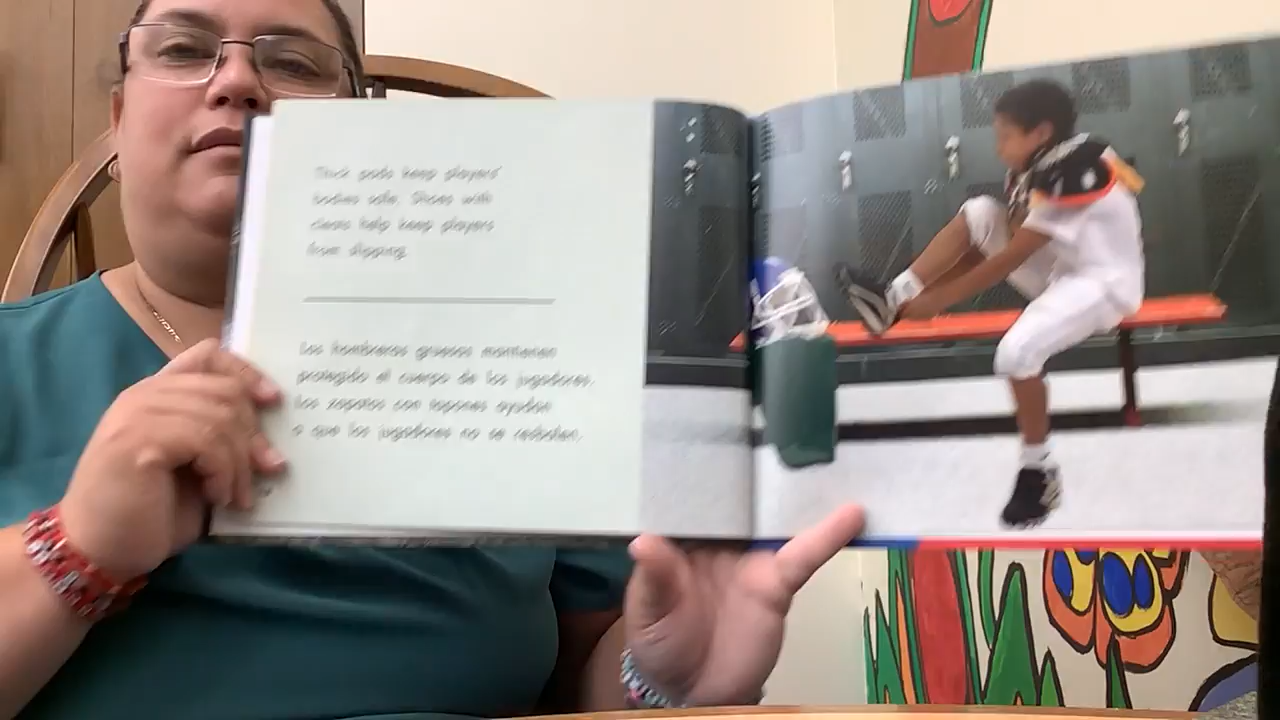 Thick pads keep players'
bodies safe. Shoes with
cleats help keep players
from slipping.
Las hombreras gruesas mantienen
protegido el cuerpo de los jugadores.
Los zapatos con tapones ayudan
a que los jugadores no se resbalen.